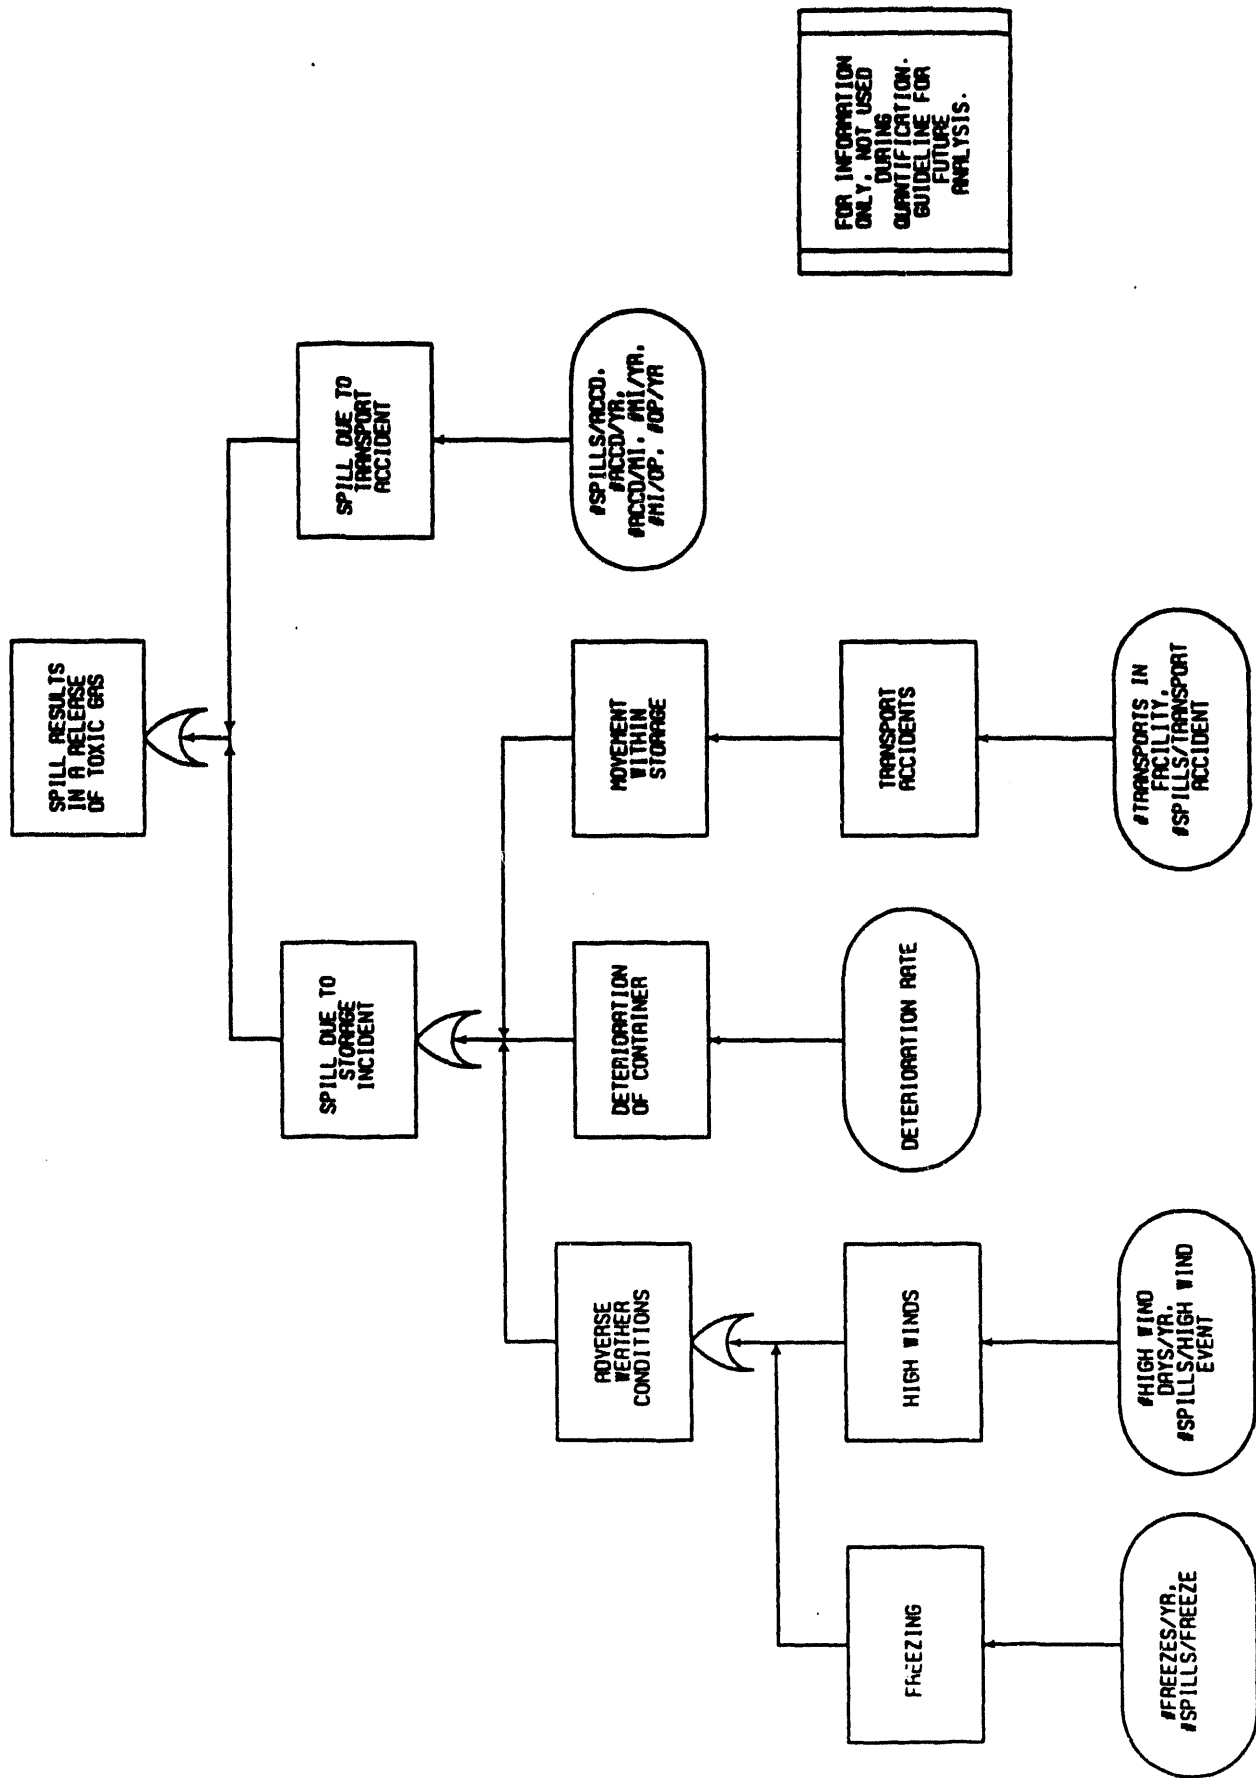 SPILL RESULTS
IN A RELEASE
OF TOXIC GAS
SPILL DUE TO
STORAGE
INCIDENT
SPILL DUE TO
TRANSPORT
ACCIDENT
ADVERSE
WEATHER
CONDITIONS
DETERIORATION
OF CONTAINER
MOVEMENT
WITHIN
STORAGE
#SPILLS/ACCD,
#ACCD/YR,
#ACCD/MI, #MI/YR,
#MI/OP, #OP/YR
FREEZING
HIGH WINDS
DETERIORATION RATE
TRANSPORT
ACCIDENTS
FOR INFORMATION
ONLY, NOT USED
DURING
QUANTIFICATION.
GUIDELINE FOR
FUTURE
ANALYSIS.
#FREEZES/YR,
#SPILLS/FREEZE
#HIGH WIND
DAYS/YR,
#SPILLS/HIGH WIND
EVENT
#TRANSPORTS IN
FACILITY,
#SPILLS/TRANSPORT
ACCIDENT